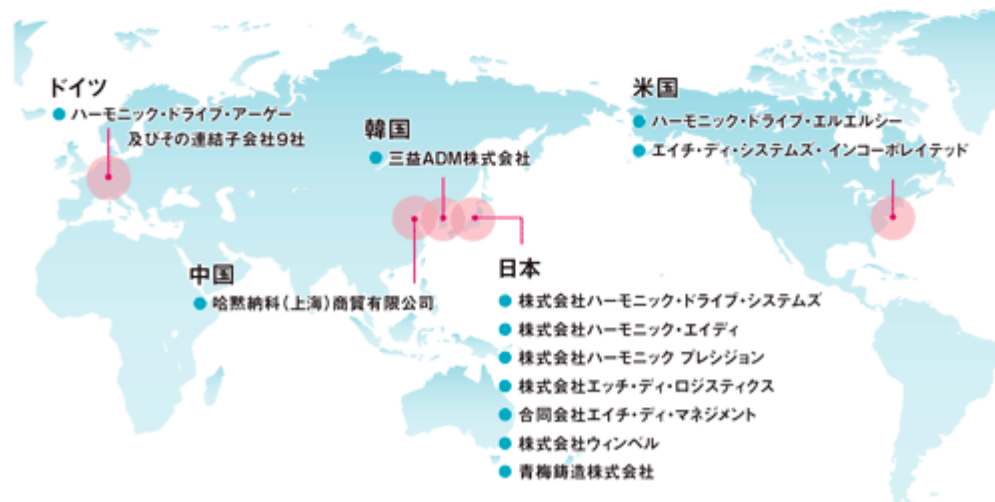 ドイツ
ハーモニック・ドライブ・アーゲー
及びその連結子会社9社
韓国
三益ADM株式会社
米国
ハーモニック・ドライブ・エルエルシー
エイチ・ディ・システムズ・インコーポレイテッド
中国
哈黙納科(上海)商貿有限公司
日本
株式会社ハーモニック・ドライブ・システムズ
株式会社ハーモニック・エイディ
株式会社ハーモニック プレシジョン
株式会社エッチ・ディ・ロジスティクス
合同会社エイチ・ディ・マネジメント
株式会社ウィンベル
青梅鋳造株式会社